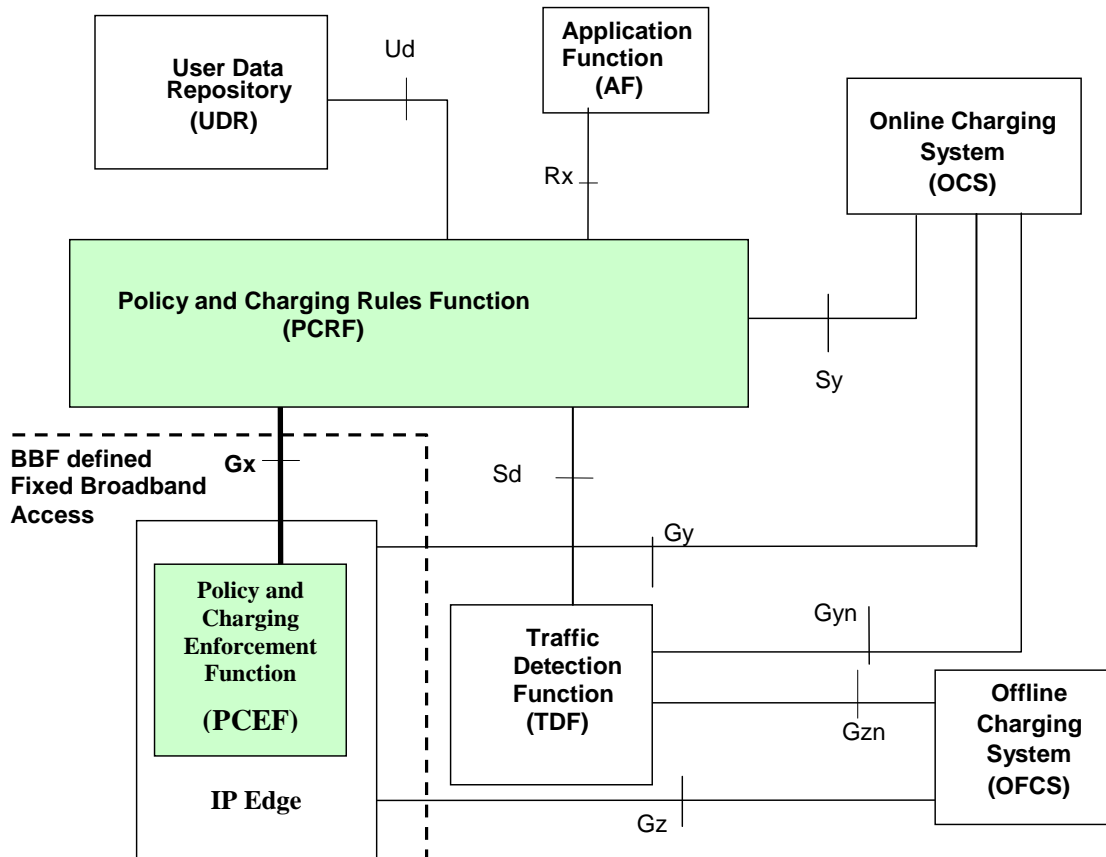 User Data
Repository
(UDR)
Ud
Application
Function
(AF)
Rx
Online Charging
System
(OCS)
Policy and Charging Rules Function
(PCRF)
Sy
BBF defined
Fixed Broadband
Access
Gx
Sd
Gy
Policy and
Charging
Enforcement
Function
(PCEF)
IP Edge
Traffic
Detection
Function
(TDF)
Gyn
Gzn
Offline
Charging
System
(OFCS)
Gz